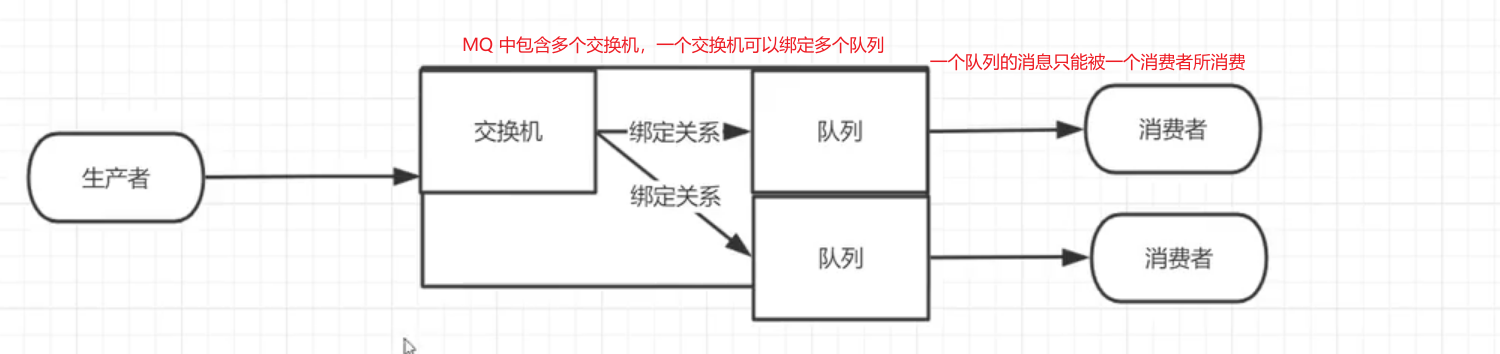 MQ 中包含多个交换机，一个交换机可以绑定多个队列
一个队列的消息只能被一个消费者所消费
生产者
交换机
绑定关系
绑定关系
队列
队列
消费者
消费者